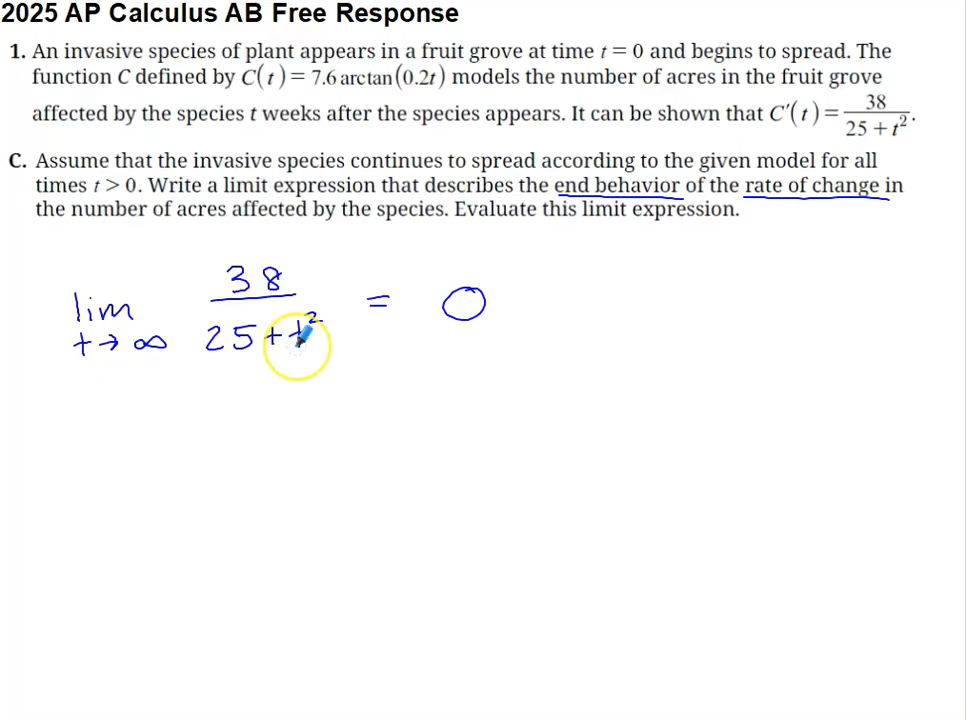 2025 AP Calculus AB Free Response
1. An invasive species of plant appears in a fruit grove at time t = 0 and begins to spread. The
function C defined by C(t) = 7.6 arctan(0.2t) models the number of acres in the fruit grove
affected by the species t weeks after the species appears. It can be shown that C′(t) = 38 / (25 + t²).
C. Assume that the invasive species continues to spread according to the given model for all
times t > 0. Write a limit expression that describes the end behavior of the rate of change in
the number of acres affected by the species. Evaluate this limit expression.
lim t→∞ 38 / (25 + t²) = 0